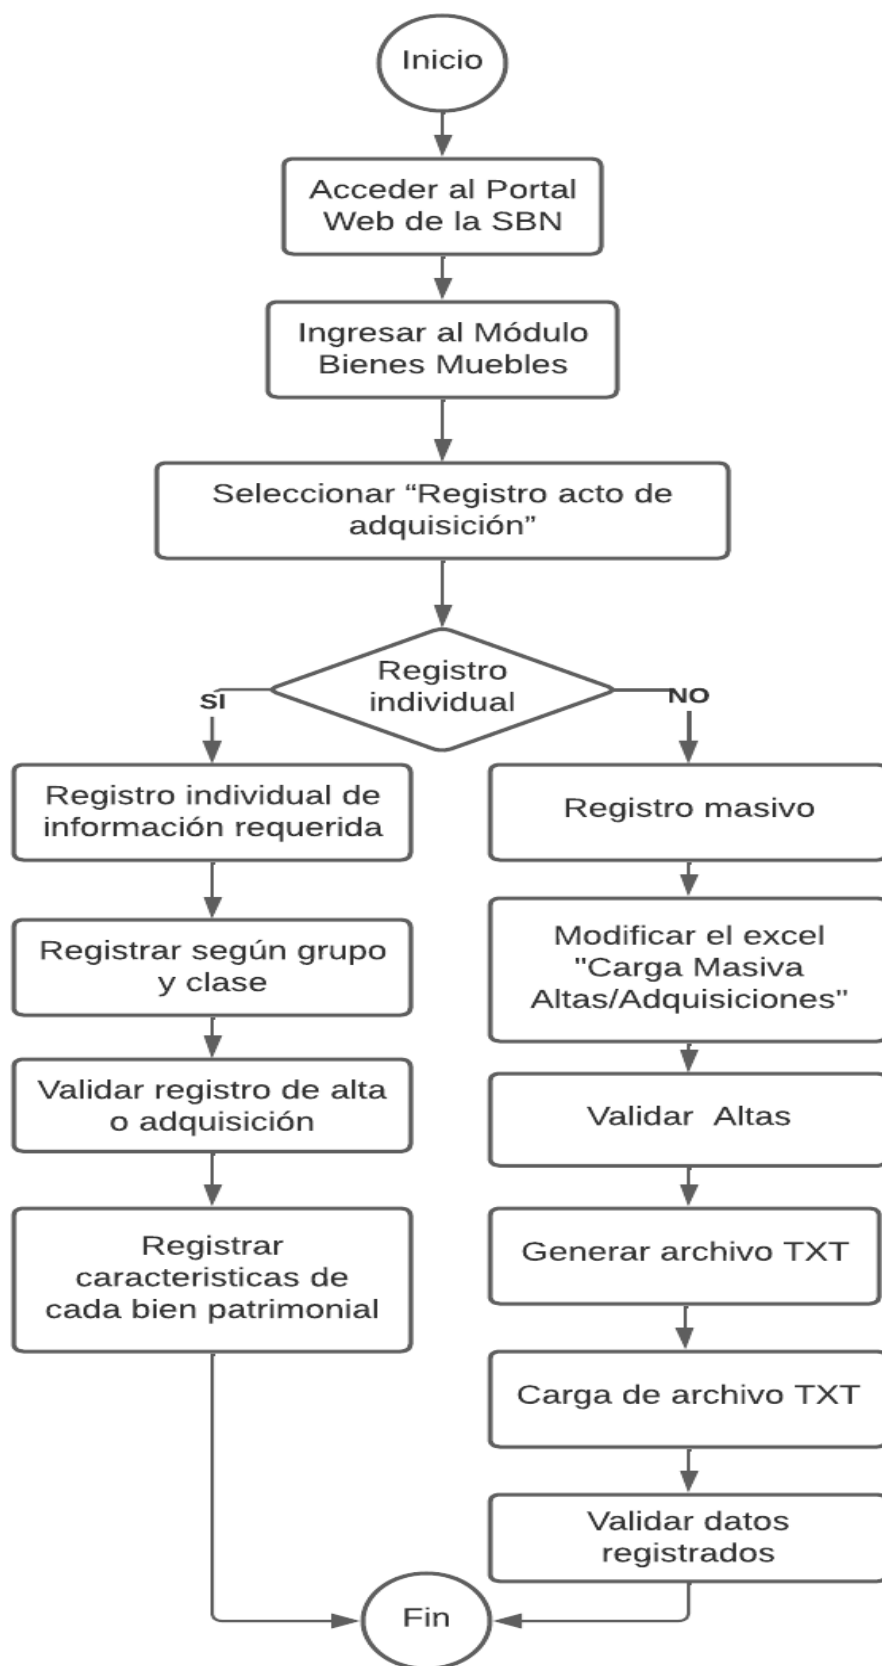 Inicio
Acceder al Portal
Web de la SBN
Ingresar al Módulo
Bienes Muebles
Seleccionar “Registro acto de
adquisición”
Registro
individual
SI
NO
Registro individual de
información requerida
Registrar según grupo
y clase
Validar registro de alta
o adquisición
Registrar
caracteristicas de
cada bien patrimonial
Registro masivo
Modificar el excel
"Carga Masiva
Altas/Adquisiciones"
Validar  Altas
Generar archivo TXT
Carga de archivo TXT
Validar datos
registrados
Fin